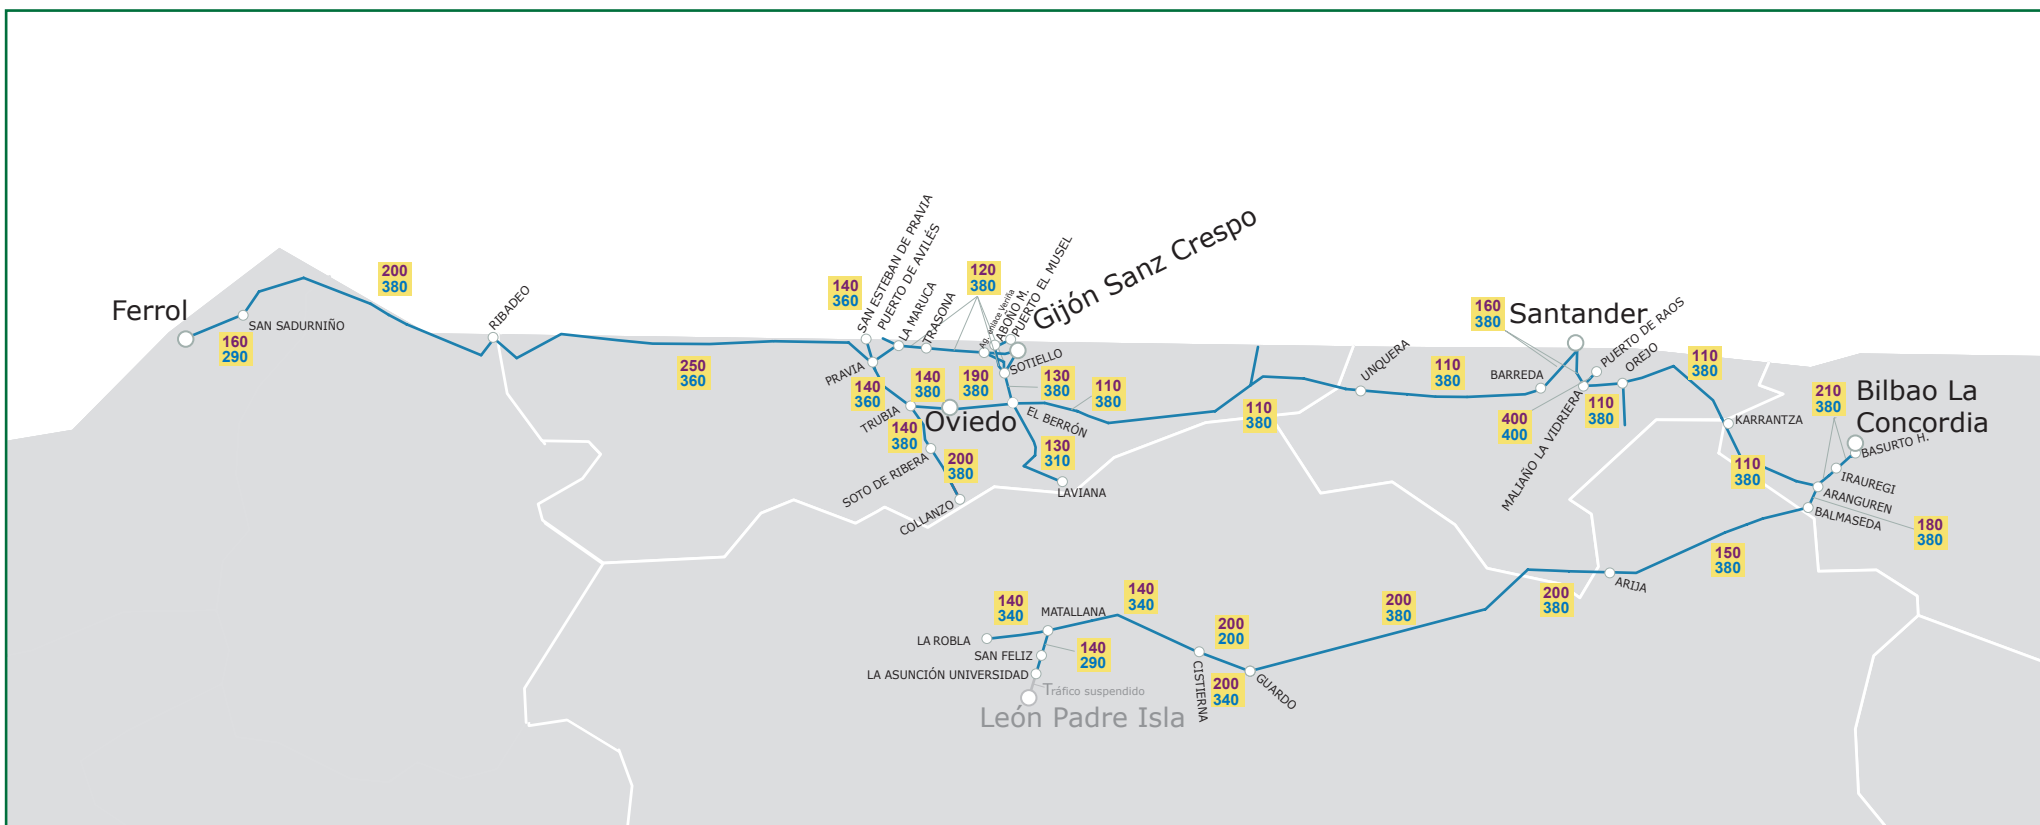 Ferrol
160
290
SAN SADURNIÑO
200
380
RIBADEO
250
360
140
360
SAN ESTEBAN DE PRAVIA
PUERTO DE AVILÉS
LA MARUCA
TRASONA
120
380
Ag. enlace Veriña
ABOÑO M.
PUERTO EL MUSEL
Gijón Sanz Crespo
SOTIELLO
PRAVIA
140
360
140
380
190
380
130
380
110
380
TRUBIA
Oviedo
EL BERRÓN
140
380
SOTO DE RIBERA
200
380
COLLANZO
130
310
LAVIANA
110
380
UNQUERA
110
380
BARREDA
160
380
Santander
PUERTO DE RAOS
OREJO
110
380
400
400
MALIAÑO LA VIDRIERA
110
380
KARRANTZA
210
380
Bilbao La
Concordia
BASURTO H.
110
380
IRAUREGI
ARANGUREN
BALMASEDA
180
380
150
380
ARIJA
200
380
200
380
140
340
MATALLANA
140
340
LA ROBLA
SAN FELIZ
140
290
LA ASUNCIÓN UNIVERSIDAD
Tráfico suspendido
León Padre Isla
200
200
CISTIERNA
200
340
GUARDO